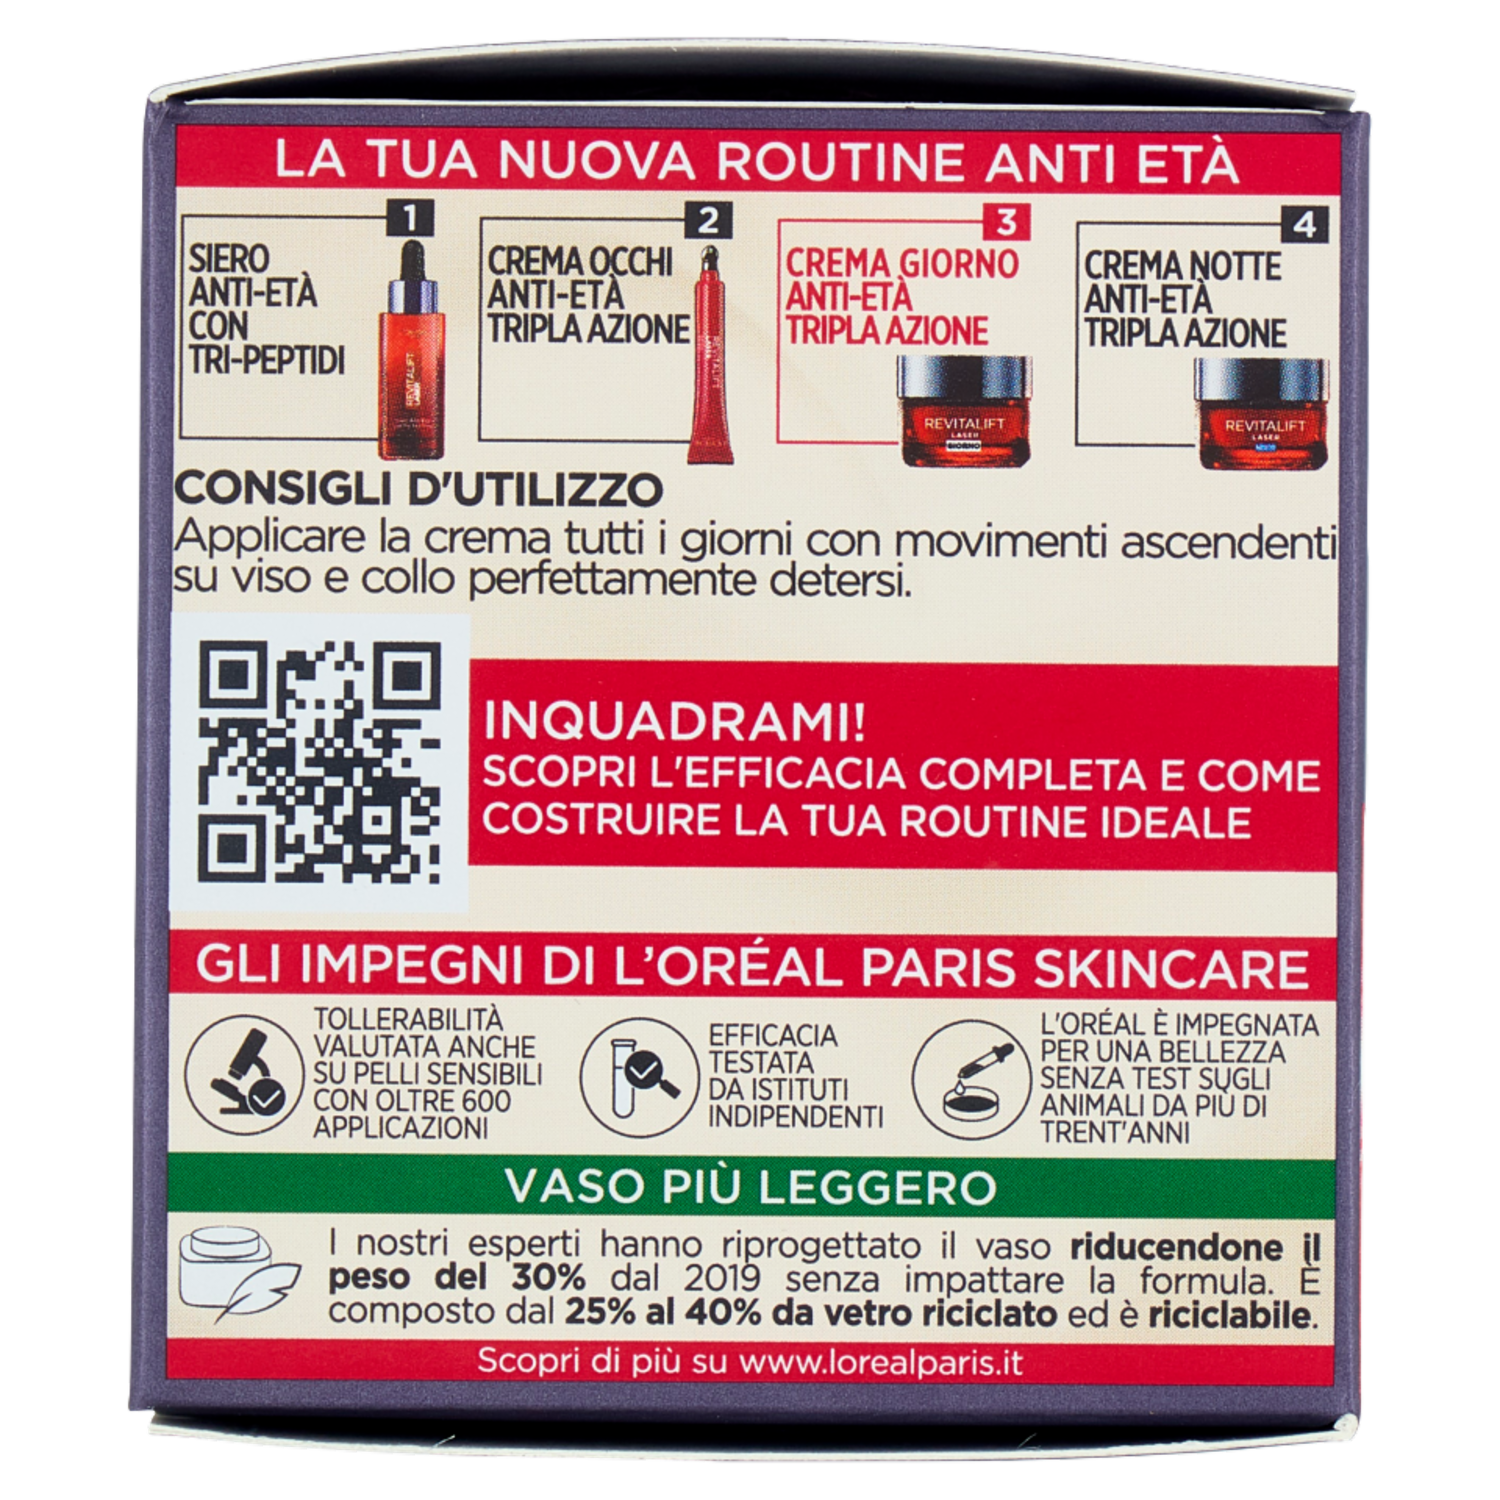 LA TUA NUOVA ROUTINE ANTI ETÀ
1
SIERO
ANTI-ETÀ
CON
TRI-PEPTIDI
REVITALIFT
2
CREMA OCCHI
ANTI-ETÀ
TRIPLA AZIONE
REVITALIFT
LASER
3
CREMA GIORNO
ANTI-ETÀ
TRIPLA AZIONE
REVITALIFT
LASER
GIORNO
4
CREMA NOTTE
ANTI-ETÀ
TRIPLA AZIONE
REVITALIFT
LASER
NOTTE
CONSIGLI D'UTILIZZO
Applicare la crema tutti i giorni con movimenti ascendenti
su viso e collo perfettamente detersi.
INQUADRAMI!
SCOPRI L'EFFICACIA COMPLETA E COME
COSTRUIRE LA TUA ROUTINE IDEALE
GLI IMPEGNI DI L'ORÉAL PARIS SKINCARE
TOLLERABILITÀ
VALUTATA ANCHE
SU PELLI SENSIBILI
CON OLTRE 600
APPLICAZIONI
EFFICACIA
TESTATA
DA ISTITUTI
INDIPENDENTI
L'ORÉAL È IMPEGNATA
PER UNA BELLEZZA
SENZA TEST SUGLI
ANIMALI DA PIÙ DI
TRENT'ANNI
VASO PIÙ LEGGERO
I nostri esperti hanno riprogettato il vaso riducendone il
peso del 30% dal 2019 senza impattare la formula. È
composto dal 25% al 40% da vetro riciclato ed è riciclabile.
Scopri di più su www.lorealparis.it